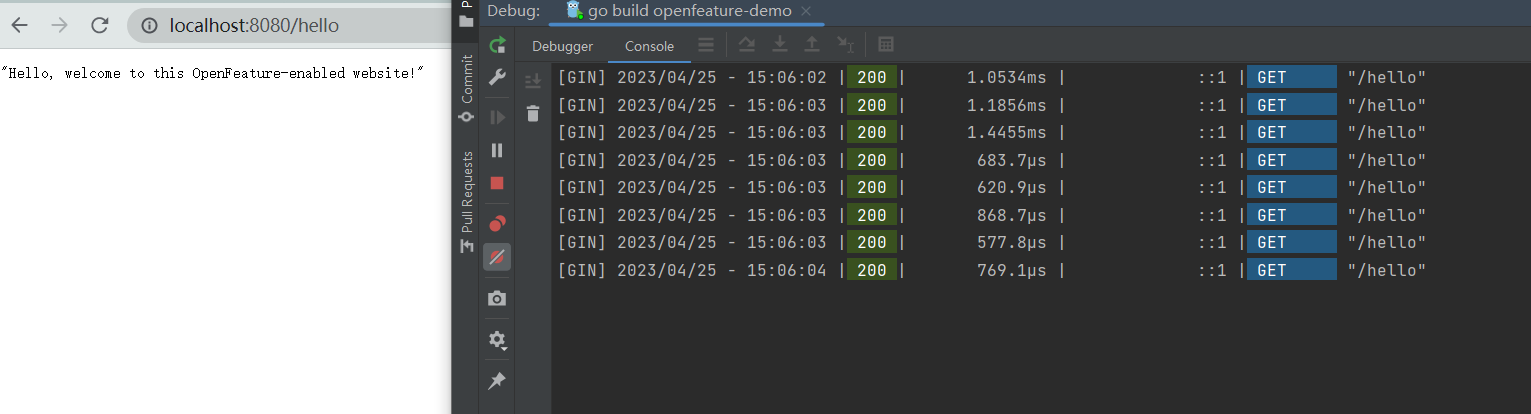 localhost:8080/hello
"Hello, welcome to this OpenFeature-enabled website!"
P
Commit
Pull Requests
Debug: go build openfeature-demo
Debugger Console
[GIN] 2023/04/25 - 15:06:02 | 200 | 1.0534ms | ::1 | GET "/hello"
[GIN] 2023/04/25 - 15:06:03 | 200 | 1.1856ms | ::1 | GET "/hello"
[GIN] 2023/04/25 - 15:06:03 | 200 | 1.4455ms | ::1 | GET "/hello"
[GIN] 2023/04/25 - 15:06:03 | 200 | 683.7µs | ::1 | GET "/hello"
[GIN] 2023/04/25 - 15:06:03 | 200 | 620.9µs | ::1 | GET "/hello"
[GIN] 2023/04/25 - 15:06:03 | 200 | 868.7µs | ::1 | GET "/hello"
[GIN] 2023/04/25 - 15:06:03 | 200 | 577.8µs | ::1 | GET "/hello"
[GIN] 2023/04/25 - 15:06:04 | 200 | 769.1µs | ::1 | GET "/hello"